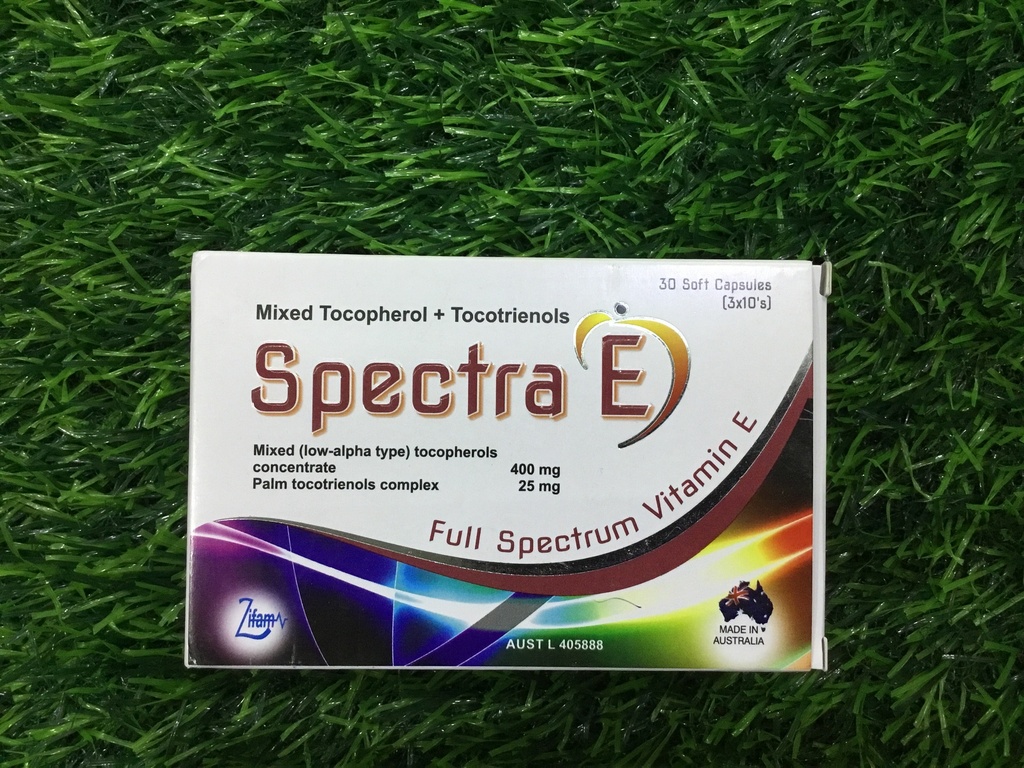 30 Soft Capsules
(3x10's)
Mixed Tocopherol + Tocotrienols
Spectra E
Mixed (low-alpha type) tocopherols
concentrate 400 mg
Palm tocotrienols complex 25 mg
Full Spectrum Vitamin E
Zifam
AUST L 405888
MADE IN
AUSTRALIA